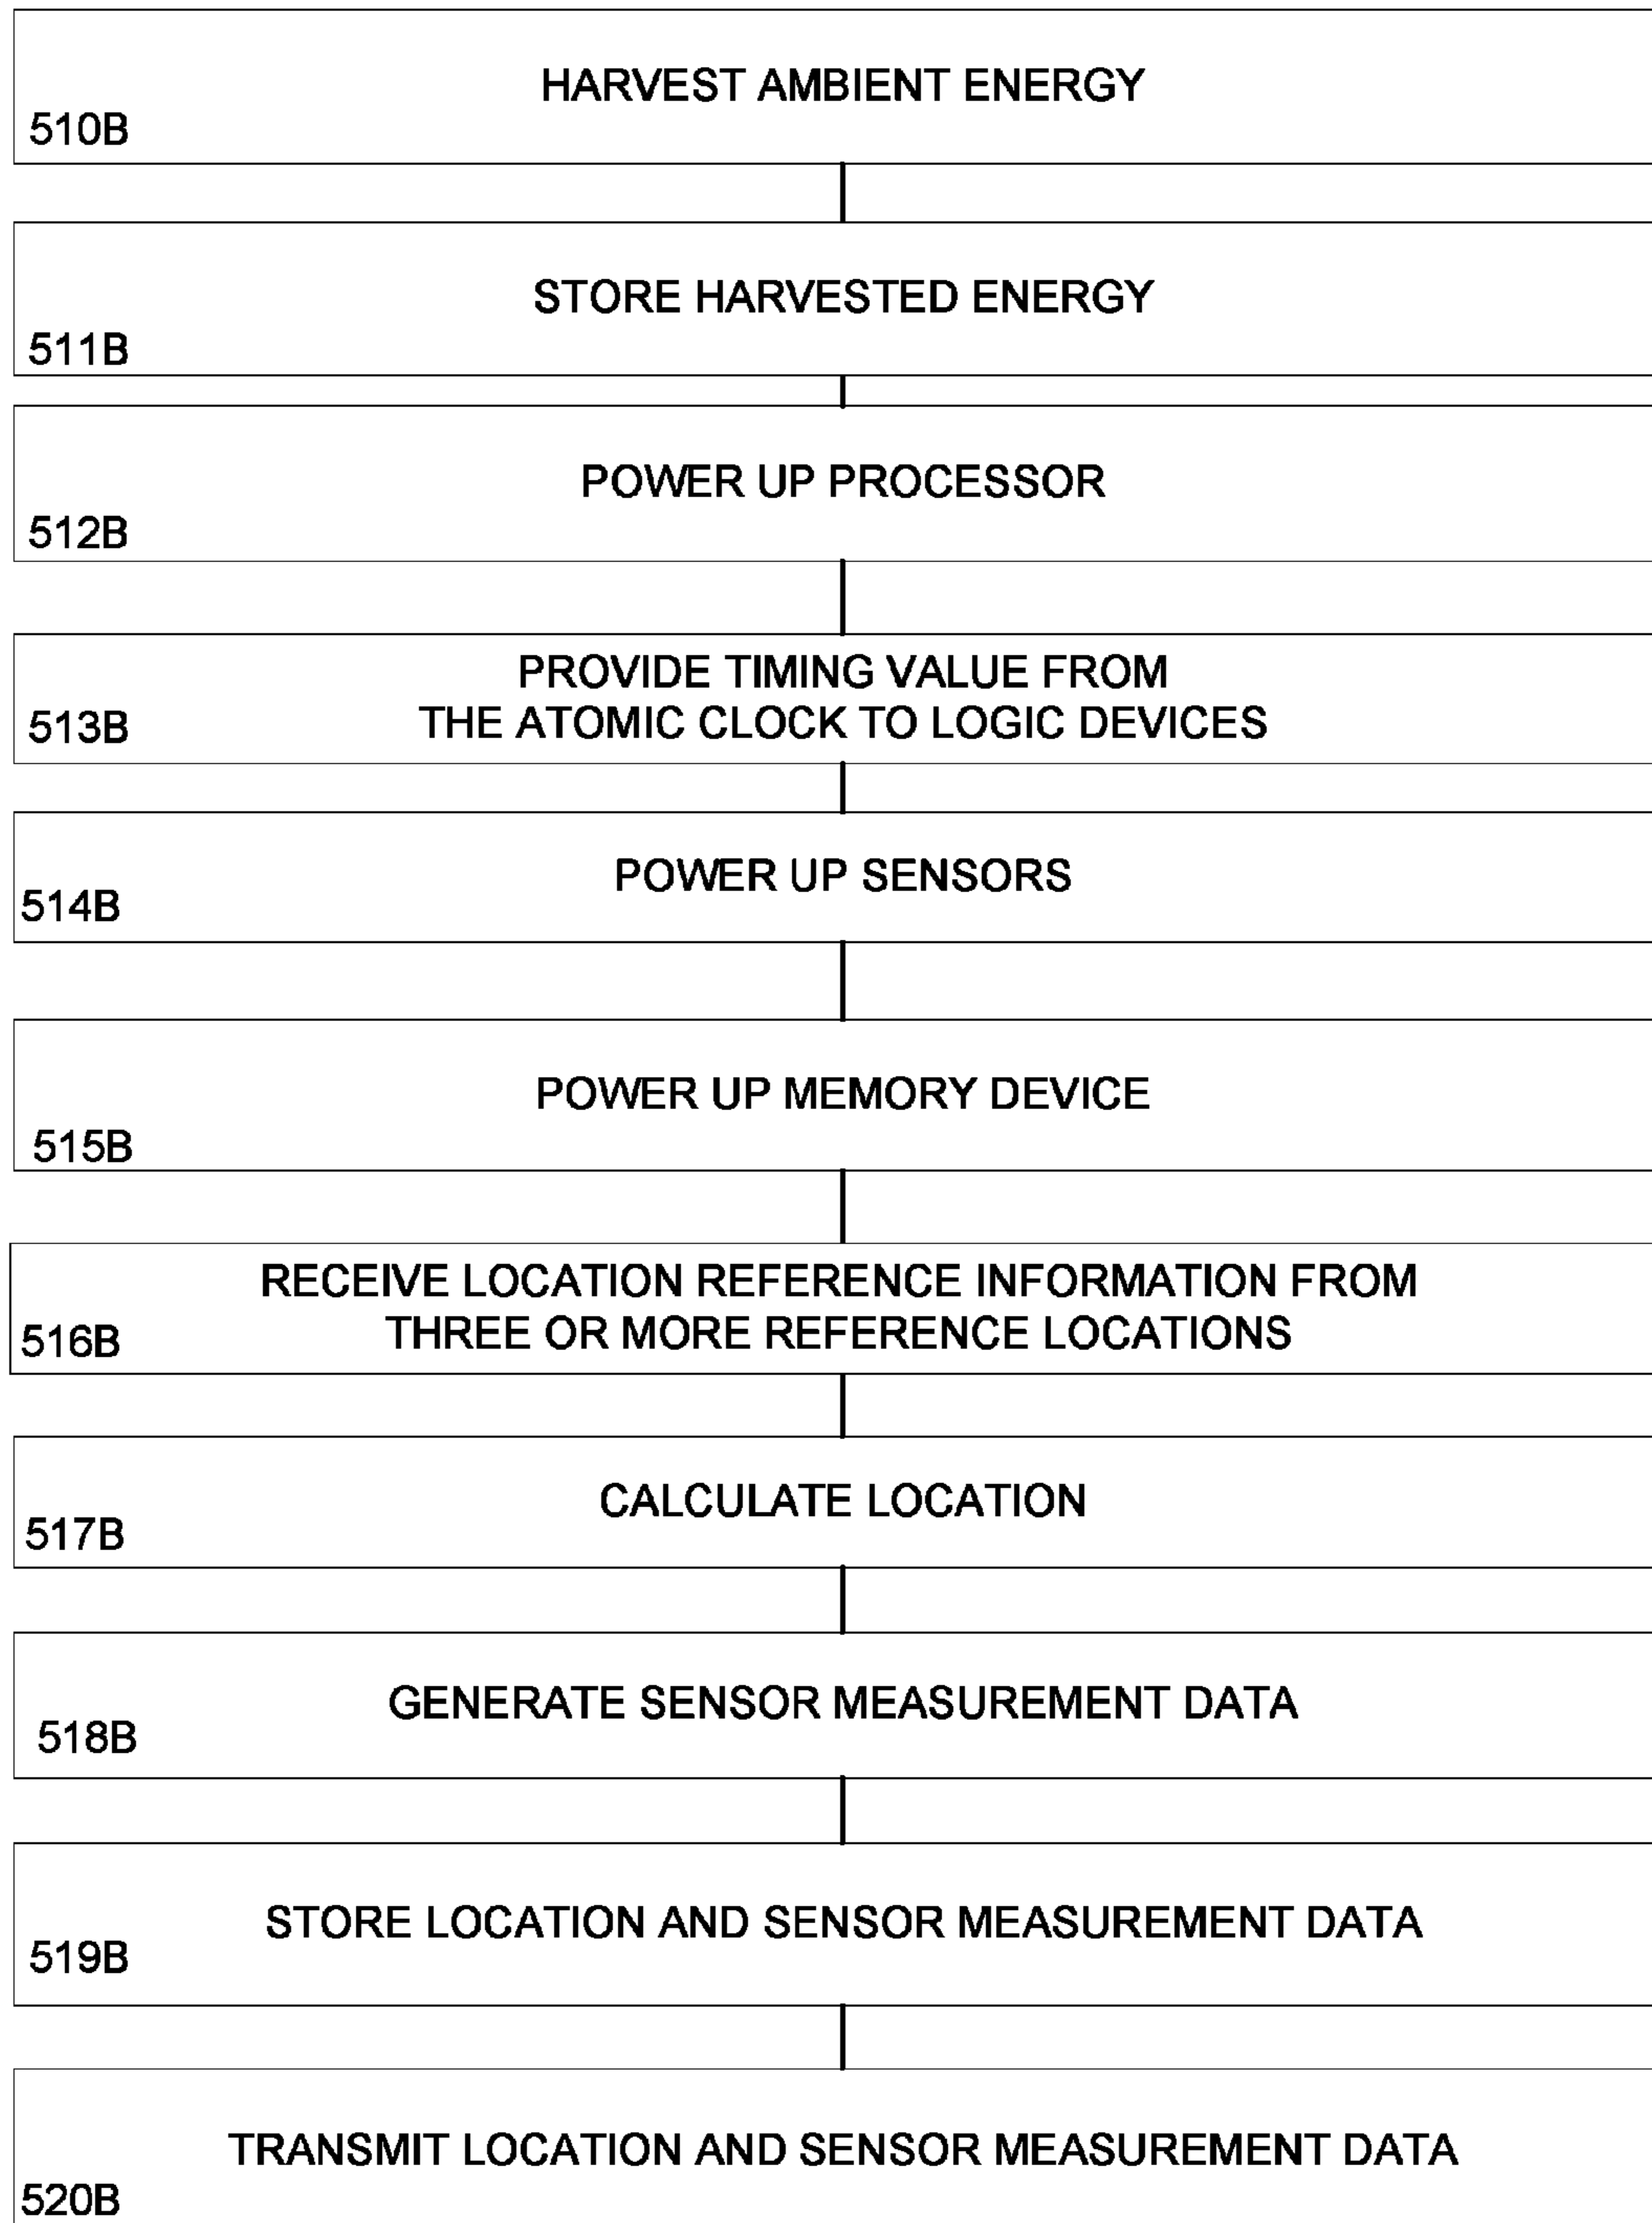 HARVEST AMBIENT ENERGY
510B
STORE HARVESTED ENERGY
511B
POWER UP PROCESSOR
512B
PROVIDE TIMING VALUE FROM
THE ATOMIC CLOCK TO LOGIC DEVICES
513B
POWER UP SENSORS
514B
POWER UP MEMORY DEVICE
515B
RECEIVE LOCATION REFERENCE INFORMATION FROM
THREE OR MORE REFERENCE LOCATIONS
516B
CALCULATE LOCATION
517B
GENERATE SENSOR MEASUREMENT DATA
518B
STORE LOCATION AND SENSOR MEASUREMENT DATA
519B
TRANSMIT LOCATION AND SENSOR MEASUREMENT DATA
520B